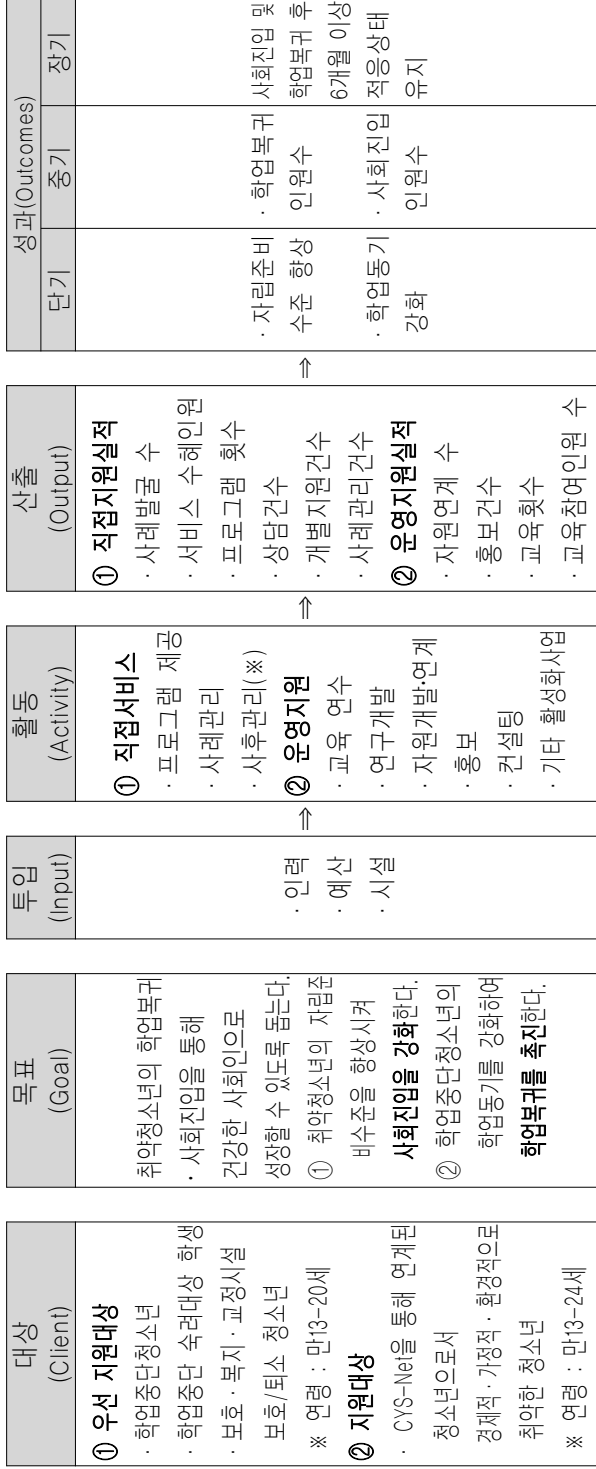 대상
(Client)
① 우선 지원대상
· 학업중단청소년
· 학업중단 숙려대상 학생
· 보호·복지·교정시설
보호/퇴소 청소년
※ 연령 : 만13-20세
② 지원대상
· CYS-Net을 통해 연계된
청소년으로서
경제적·가정적·환경적으로
취약한 청소년
※ 연령 : 만13-24세
목표
(Goal)
취약청소년의 학업복귀
· 사회진입을 통해
건강한 사회인으로
성장할 수 있도록 돕는다.
① 취약청소년의 자립준
비수준을 향상시켜
사회진입을 강화한다.
② 학업중단청소년의
학업동기를 강화하여
학업복귀를 촉진한다.
투입
(Input)
· 인력
· 예산
· 시설
⇒
활동
(Activity)
① 직접서비스
· 프로그램 제공
· 사례관리
· 사후관리(※)
② 운영지원
· 교육 연수
· 연구개발
· 자원개발·연계
· 홍보
· 컨설팅
· 기타 활성화사업
⇒
산출
(Output)
① 직접지원실적
· 사례발굴 수
· 서비스 수혜인원
· 프로그램 횟수
· 상담건수
· 개별지원건수
· 사례관리건수
② 운영지원실적
· 자원연계 수
· 홍보건수
· 교육횟수
· 교육참여인원 수
⇒
성과(Outcomes)
단기
· 자립준비
수준 향상
· 학업동기
강화
중기
· 학업복귀
인원수
· 사회진입
인원수
장기
사회진입 및
학업복귀 후
6개월 이상
적응상태
유지